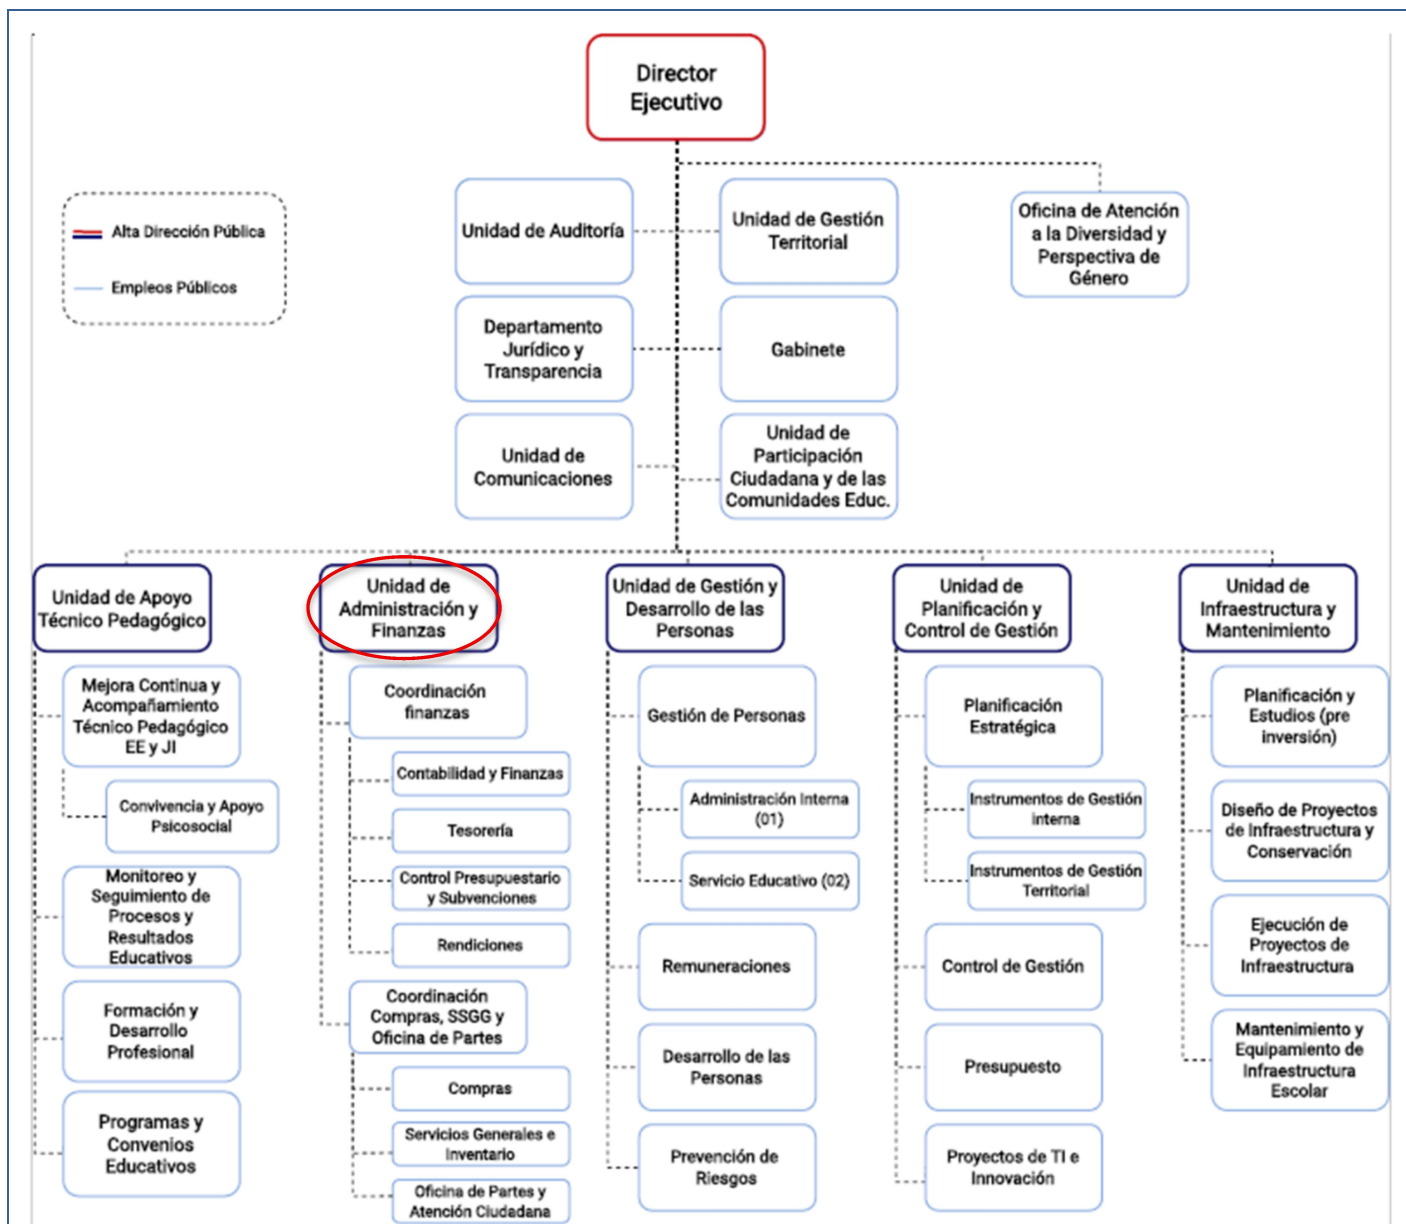 Director
Ejecutivo
Alta Dirección Pública
Empleos Públicos
Unidad de Auditoría
Unidad de Gestión
Territorial
Oficina de Atención
a la Diversidad y
Perspectiva de
Género
Departamento
Jurídico y
Transparencia
Gabinete
Unidad de
Comunicaciones
Unidad de
Participación
Ciudadana y de las
Comunidades Educ.
Unidad de Apoyo
Técnico Pedagógico
Mejora Continua y
Acompañamiento
Técnico Pedagógico
EE y JI
Convivencia y Apoyo
Psicosocial
Monitoreo y
Seguimiento de
Procesos y
Resultados
Educativos
Formación y
Desarrollo
Profesional
Programas y
Convenios
Educativos
Unidad de
Administración y
Finanzas
Coordinación
finanzas
Contabilidad y Finanzas
Tesorería
Control Presupuestario
y Subvenciones
Rendiciones
Coordinación
Compras, SSGG y
Oficina de Partes
Compras
Servicios Generales e
Inventario
Oficina de Partes y
Atención Ciudadana
Unidad de Gestión y
Desarrollo de las
Personas
Gestión de Personas
Administración Interna
(01)
Servicio Educativo (02)
Remuneraciones
Desarrollo de las
Personas
Prevención de
Riesgos
Unidad de
Planificación y
Control de Gestión
Planificación
Estratégica
Instrumentos de Gestión
interna
Instrumentos de Gestión
Territorial
Control de Gestión
Presupuesto
Proyectos de TI e
Innovación
Unidad de
Infraestructura y
Mantenimiento
Planificación y
Estudios (pre
inversión)
Diseño de Proyectos
de Infraestructura y
Conservación
Ejecución de
Proyectos de
Infraestructura
Mantenimiento y
Equipamiento de
Infraestructura
Escolar